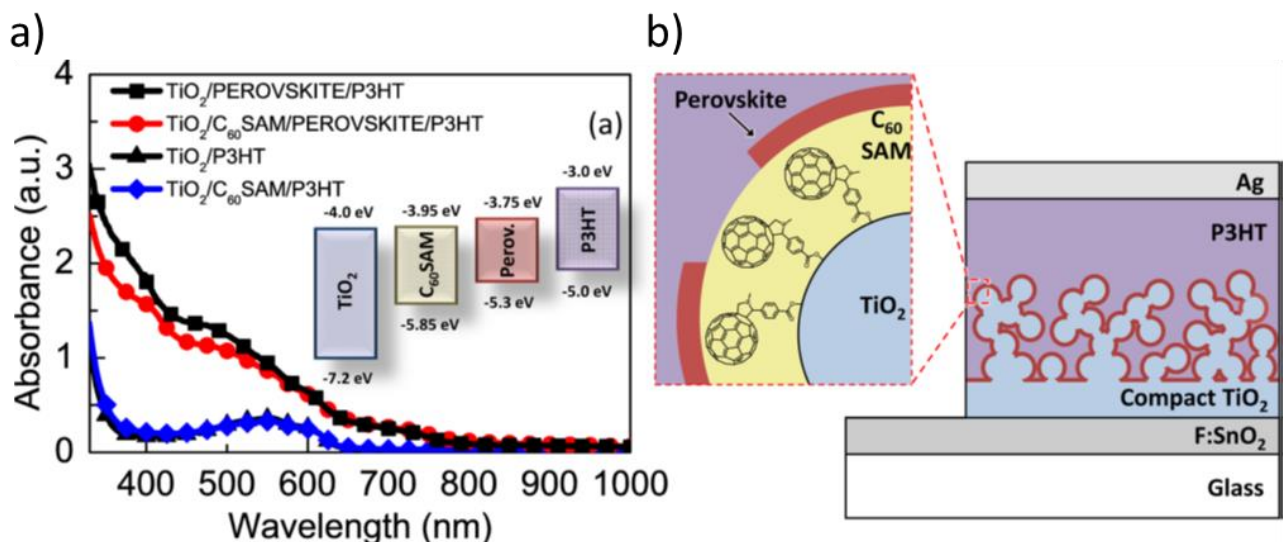 a)
Absorbance (a.u.)
4
3
2
1
0
TiO₂/PEROVSKITE/P3HT
TiO₂/C₆₀SAM/PEROVSKITE/P3HT
TiO₂/P3HT
TiO₂/C₆₀SAM/P3HT
(a)
-4.0 eV
TiO₂
-7.2 eV
-3.95 eV
C₆₀SAM
-5.85 eV
-3.75 eV
Perov.
-5.3 eV
-3.0 eV
P3HT
-5.0 eV
400 500 600 700 800 900 1000
Wavelength (nm)
b)
Perovskite
C₆₀
SAM
TiO₂
Ag
P3HT
Compact TiO₂
F:SnO₂
Glass